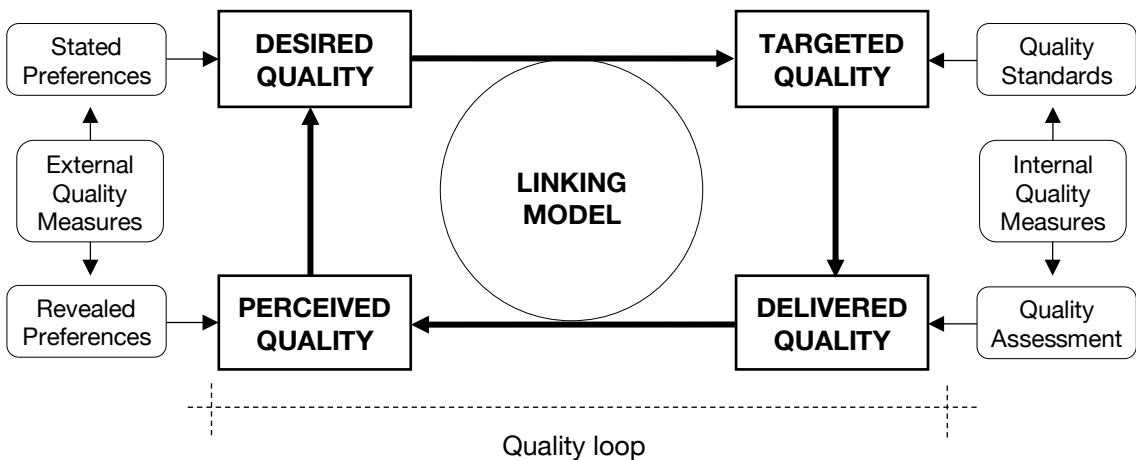 Stated
Preferences
DESIRED
QUALITY
TARGETED
QUALITY
Quality
Standards
External
Quality
Measures
LINKING
MODEL
Internal
Quality
Measures
Revealed
Preferences
PERCEIVED
QUALITY
DELIVERED
QUALITY
Quality
Assessment
Quality loop